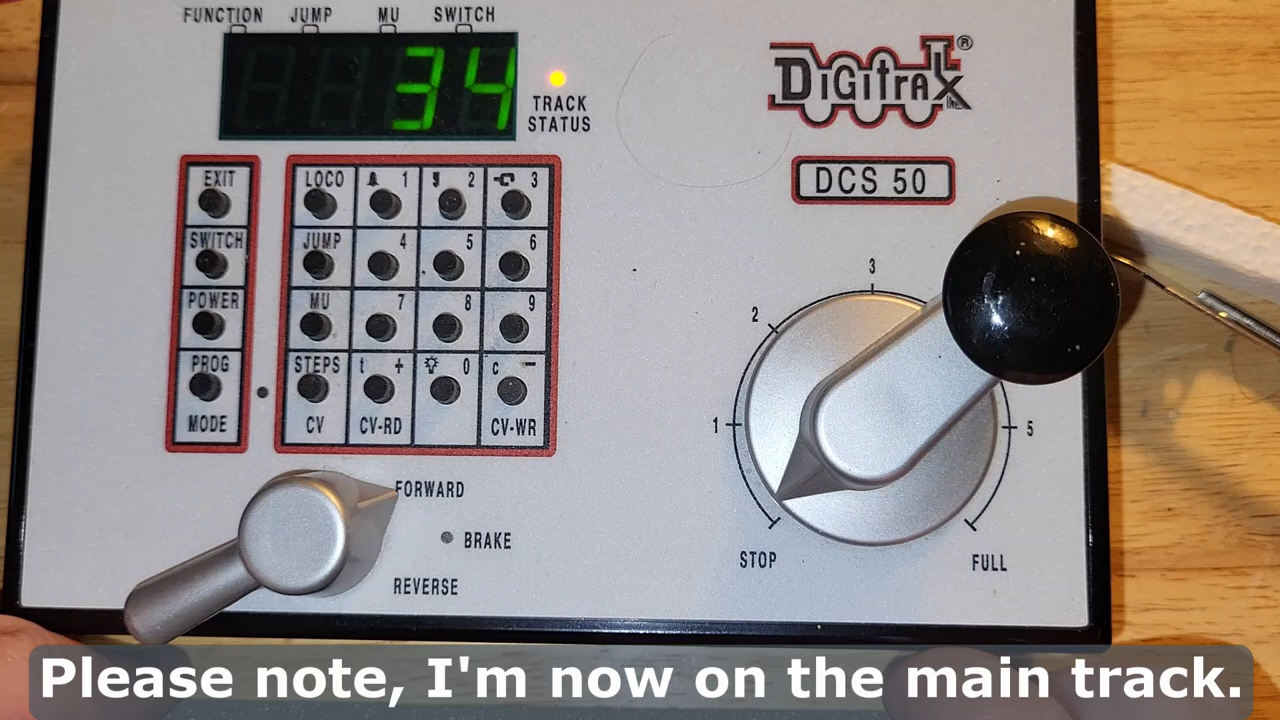 FUNCTION JUMP MU SWITCH
34
TRACK
STATUS
DIGITRAX®
DCS 50
EXIT LOCO 1 2 3
SWITCH JUMP 4 5 6
POWER MU 7 8 9
PROG STEPS t + 0 c -
MODE CV CV-RD CV-WR
FORWARD
BRAKE
REVERSE
1 2 3 5
STOP FULL
Please note, I'm now on the main track.